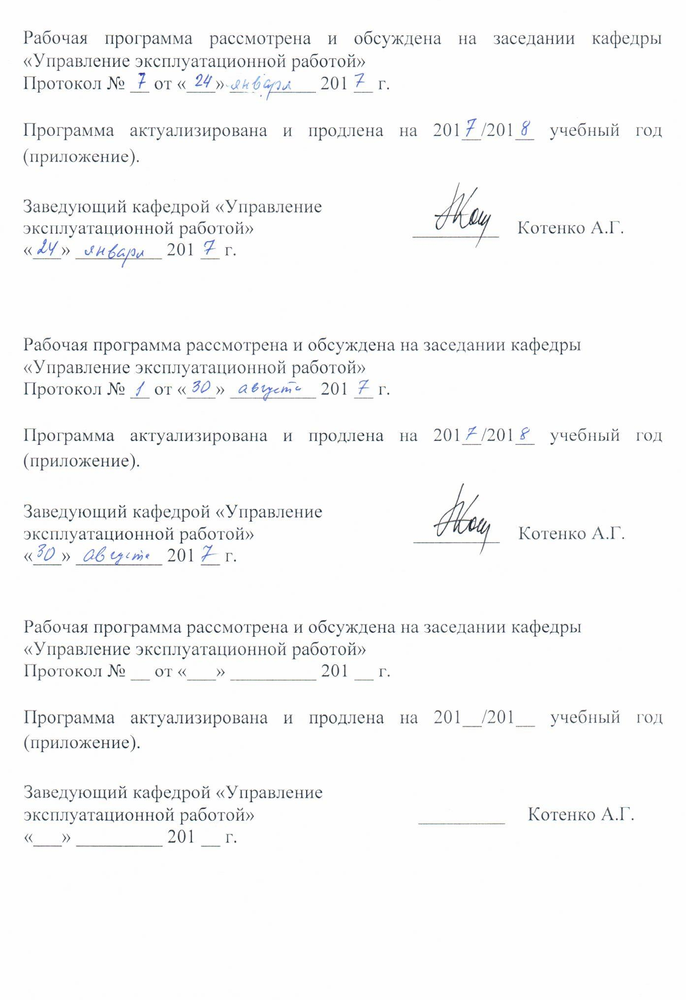 Рабочая программа рассмотрена и обсуждена на заседании кафедры
«Управление эксплуатационной работой»
Протокол № 7 от «24» января 2017 г.
Программа актуализирована и продлена на 2017/2018 учебный год
(приложение).
Заведующий кафедрой «Управление
эксплуатационной работой» Котенко А.Г.
«24» января 2017 г.
Рабочая программа рассмотрена и обсуждена на заседании кафедры
«Управление эксплуатационной работой»
Протокол № 1 от «30» августа 2017 г.
Программа актуализирована и продлена на 2017/2018 учебный год
(приложение).
Заведующий кафедрой «Управление
эксплуатационной работой» Котенко А.Г.
«30» августа 2017 г.
Рабочая программа рассмотрена и обсуждена на заседании кафедры
«Управление эксплуатационной работой»
Протокол № __ от «___» _________ 201 __ г.
Программа актуализирована и продлена на 201__/201__ учебный год
(приложение).
Заведующий кафедрой «Управление
эксплуатационной работой» _________ Котенко А.Г.
«___» _________ 201 __ г.